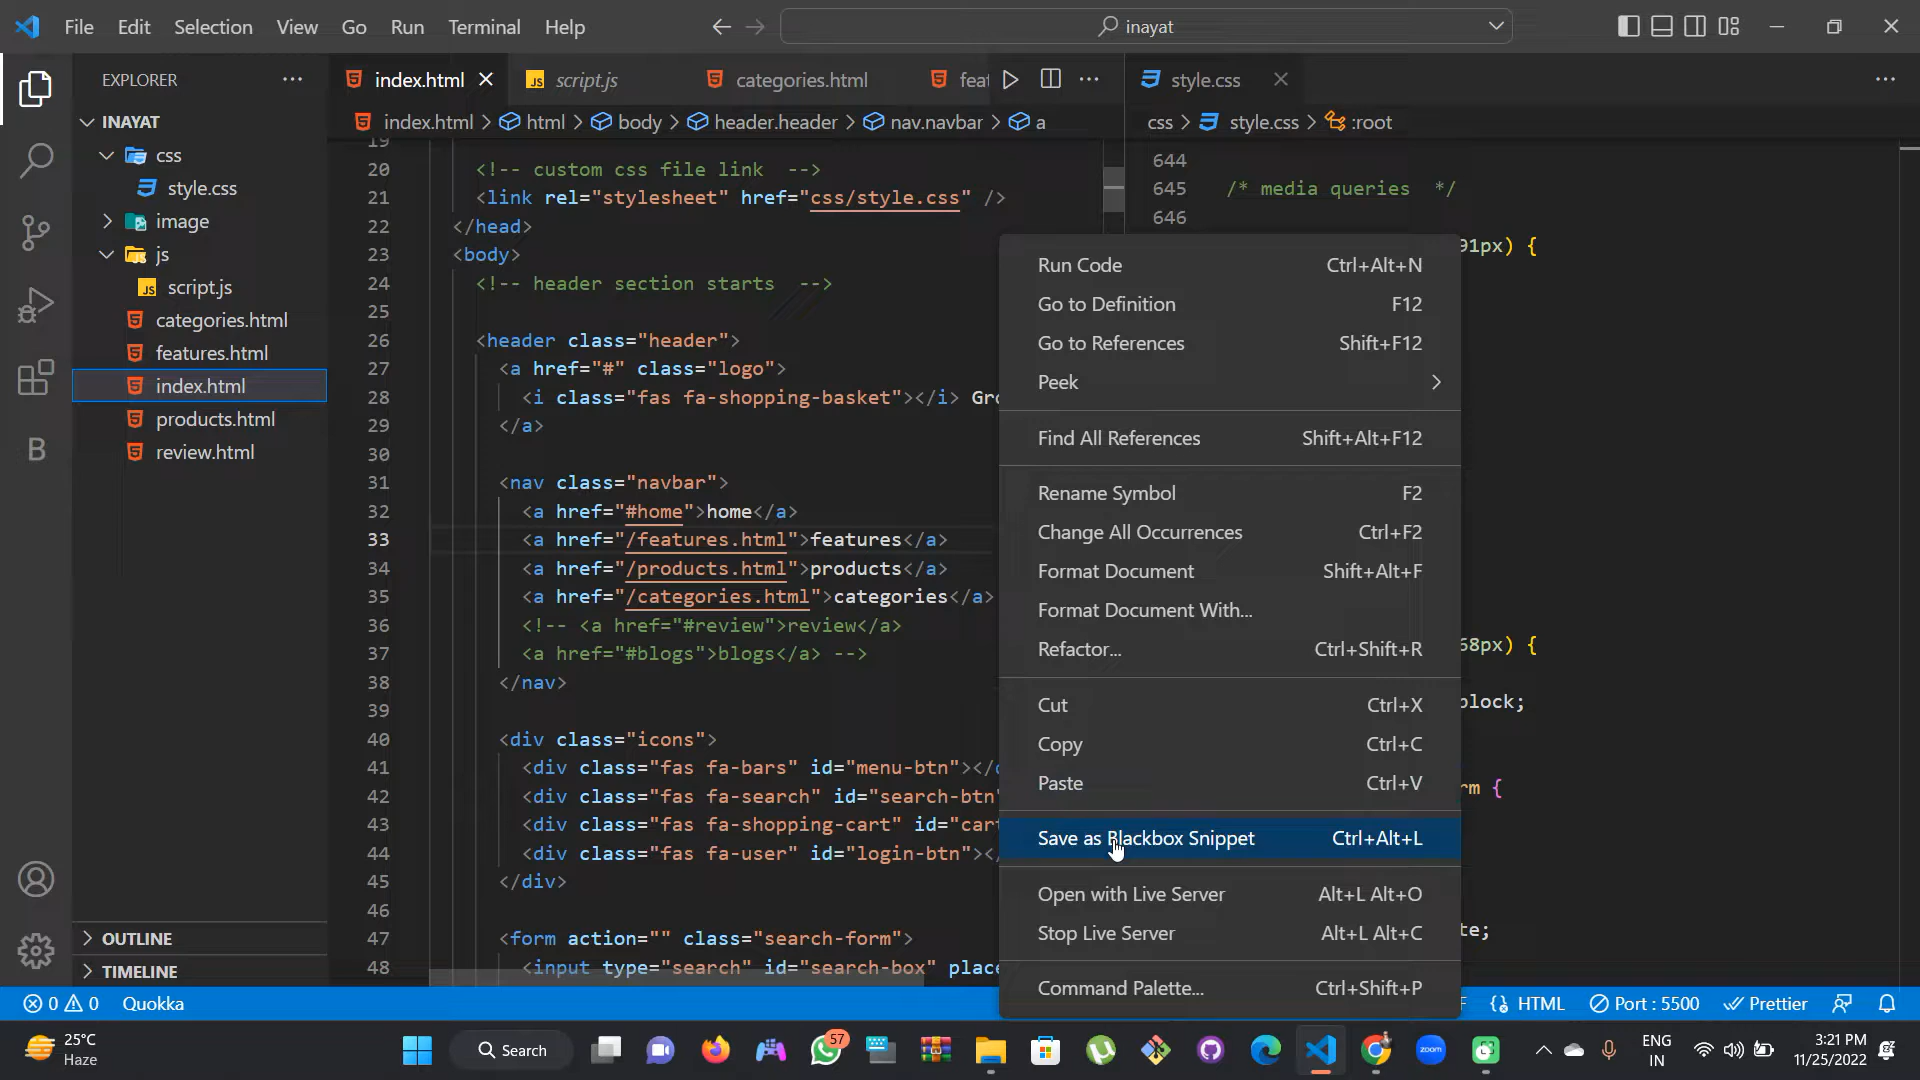 File Edit Selection View Go Run Terminal Help
inayat
EXPLORER
INAYAT
css
style.css
image
js
script.js
categories.html
features.html
index.html
products.html
review.html
OUTLINE
TIMELINE
index.html script.js categories.html feat
index.html > html > body > header.header > nav.navbar > a
19
20 <!-- custom css file link -->
21 <link rel="stylesheet" href="css/style.css" />
22 </head>
23 <body>
24 <!-- header section starts -->
25
26 <header class="header">
27 <a href="#" class="logo">
28 <i class="fas fa-shopping-basket"></i> Gro
29 </a>
30
31 <nav class="navbar">
32 <a href="#home">home</a>
33 <a href="/features.html">features</a>
34 <a href="/products.html">products</a>
35 <a href="/categories.html">categories</a>
36 <!-- <a href="#review">review</a>
37 <a href="#blogs">blogs</a> -->
38 </nav>
39
40 <div class="icons">
41 <div class="fas fa-bars" id="menu-btn"></d
42 <div class="fas fa-search" id="search-btn"
43 <div class="fas fa-shopping-cart" id="car
44 <div class="fas fa-user" id="login-btn"></
45 </div>
46
47 <form action="" class="search-form">
48 <input type="search" id="search-box" place
style.css
css > style.css > :root
644
645 /* media queries */
646
91px) {
68px) {
block;
rm {
te;
Run Code Ctrl+Alt+N
Go to Definition F12
Go to References Shift+F12
Peek
Find All References Shift+Alt+F12
Rename Symbol F2
Change All Occurrences Ctrl+F2
Format Document Shift+Alt+F
Format Document With...
Refactor... Ctrl+Shift+R
Cut Ctrl+X
Copy Ctrl+C
Paste Ctrl+V
Save as Blackbox Snippet Ctrl+Alt+L
Open with Live Server Alt+L Alt+O
Stop Live Server Alt+L Alt+C
Command Palette... Ctrl+Shift+P
0 0 Quokka
HTML Port : 5500 Prettier
25°C
Haze
Search
57
zoom
ENG
IN
3:21 PM
11/25/2022